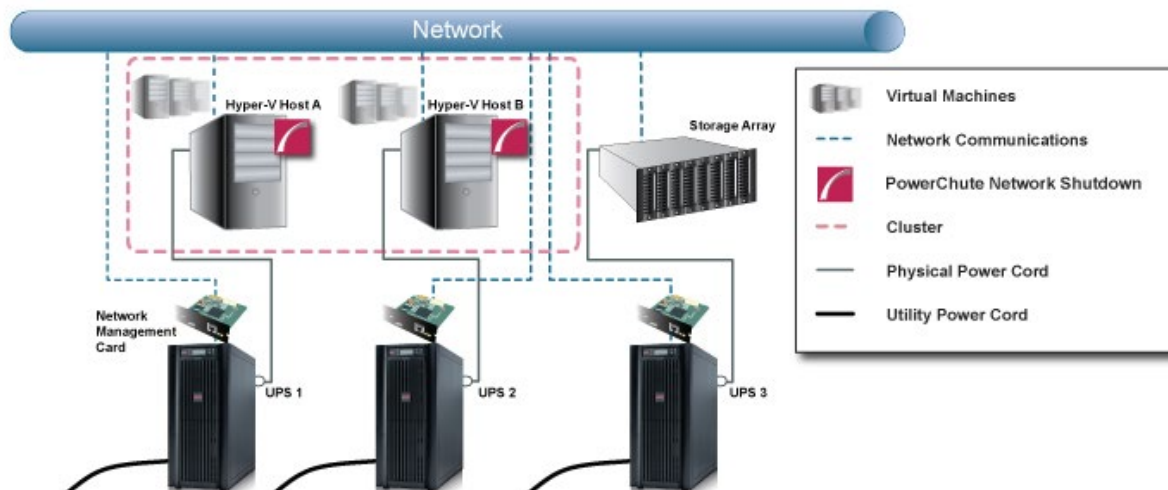 Network
Hyper-V Host A
Hyper-V Host B
Storage Array
Virtual Machines
Network Communications
PowerChute Network Shutdown
Cluster
Physical Power Cord
Utility Power Cord
Network
Management
Card
UPS 1
UPS 2
UPS 3